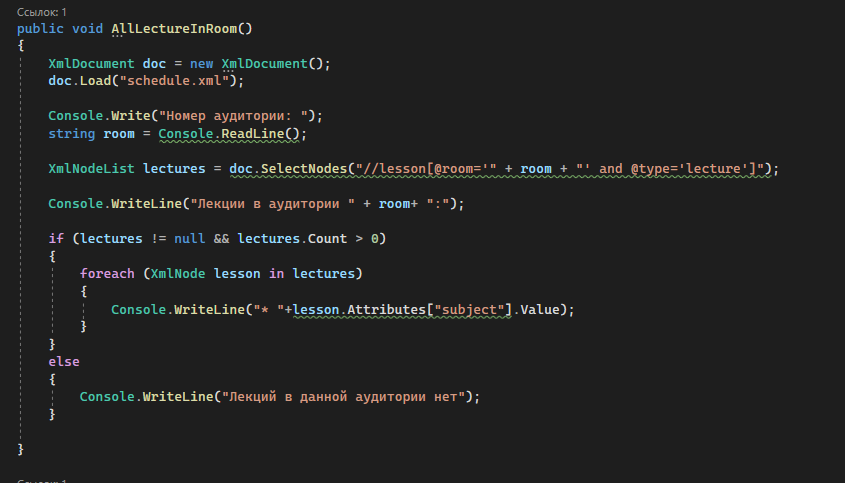 Ссылок: 1
public void AllLectureInRoom()
{
XmlDocument doc = new XmlDocument();
doc.Load("schedule.xml");
Console.Write("Номер аудитории: ");
string room = Console.ReadLine();
XmlNodeList lectures = doc.SelectNodes("//lesson[@room='" + room + "' and @type='lecture']");
Console.WriteLine("Лекции в аудитории " + room+ ":");
if (lectures != null && lectures.Count > 0)
{
foreach (XmlNode lesson in lectures)
{
Console.WriteLine("* "+lesson.Attributes["subject"].Value);
}
}
else
{
Console.WriteLine("Лекций в данной аудитории нет");
}
}
Ссылок: 1